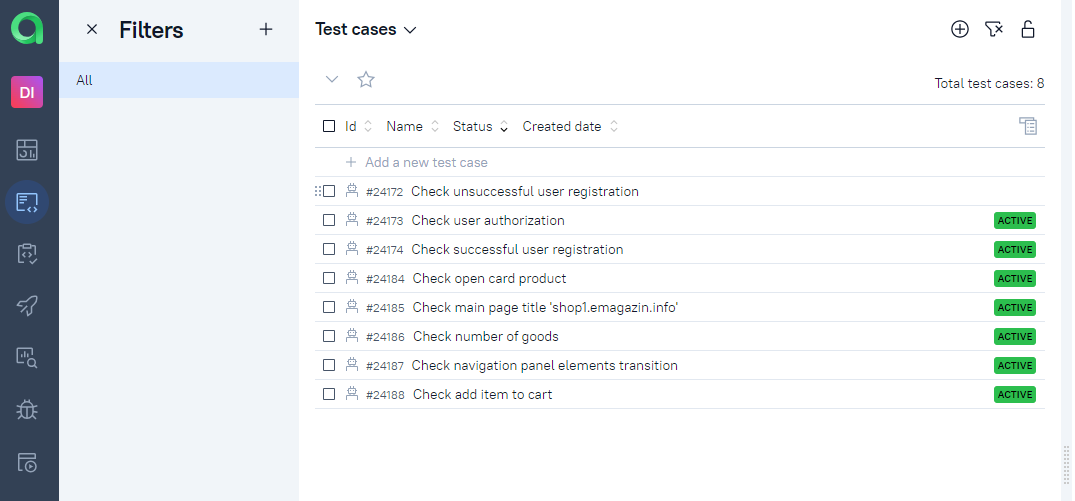 Filters
All
DI
Test cases
Total test cases: 8
Id Name Status Created date
Add a new test case
#24172 Check unsuccessful user registration
#24173 Check user authorization ACTIVE
#24174 Check successful user registration ACTIVE
#24184 Check open card product ACTIVE
#24185 Check main page title 'shop1.emagazin.info' ACTIVE
#24186 Check number of goods ACTIVE
#24187 Check navigation panel elements transition ACTIVE
#24188 Check add item to cart ACTIVE